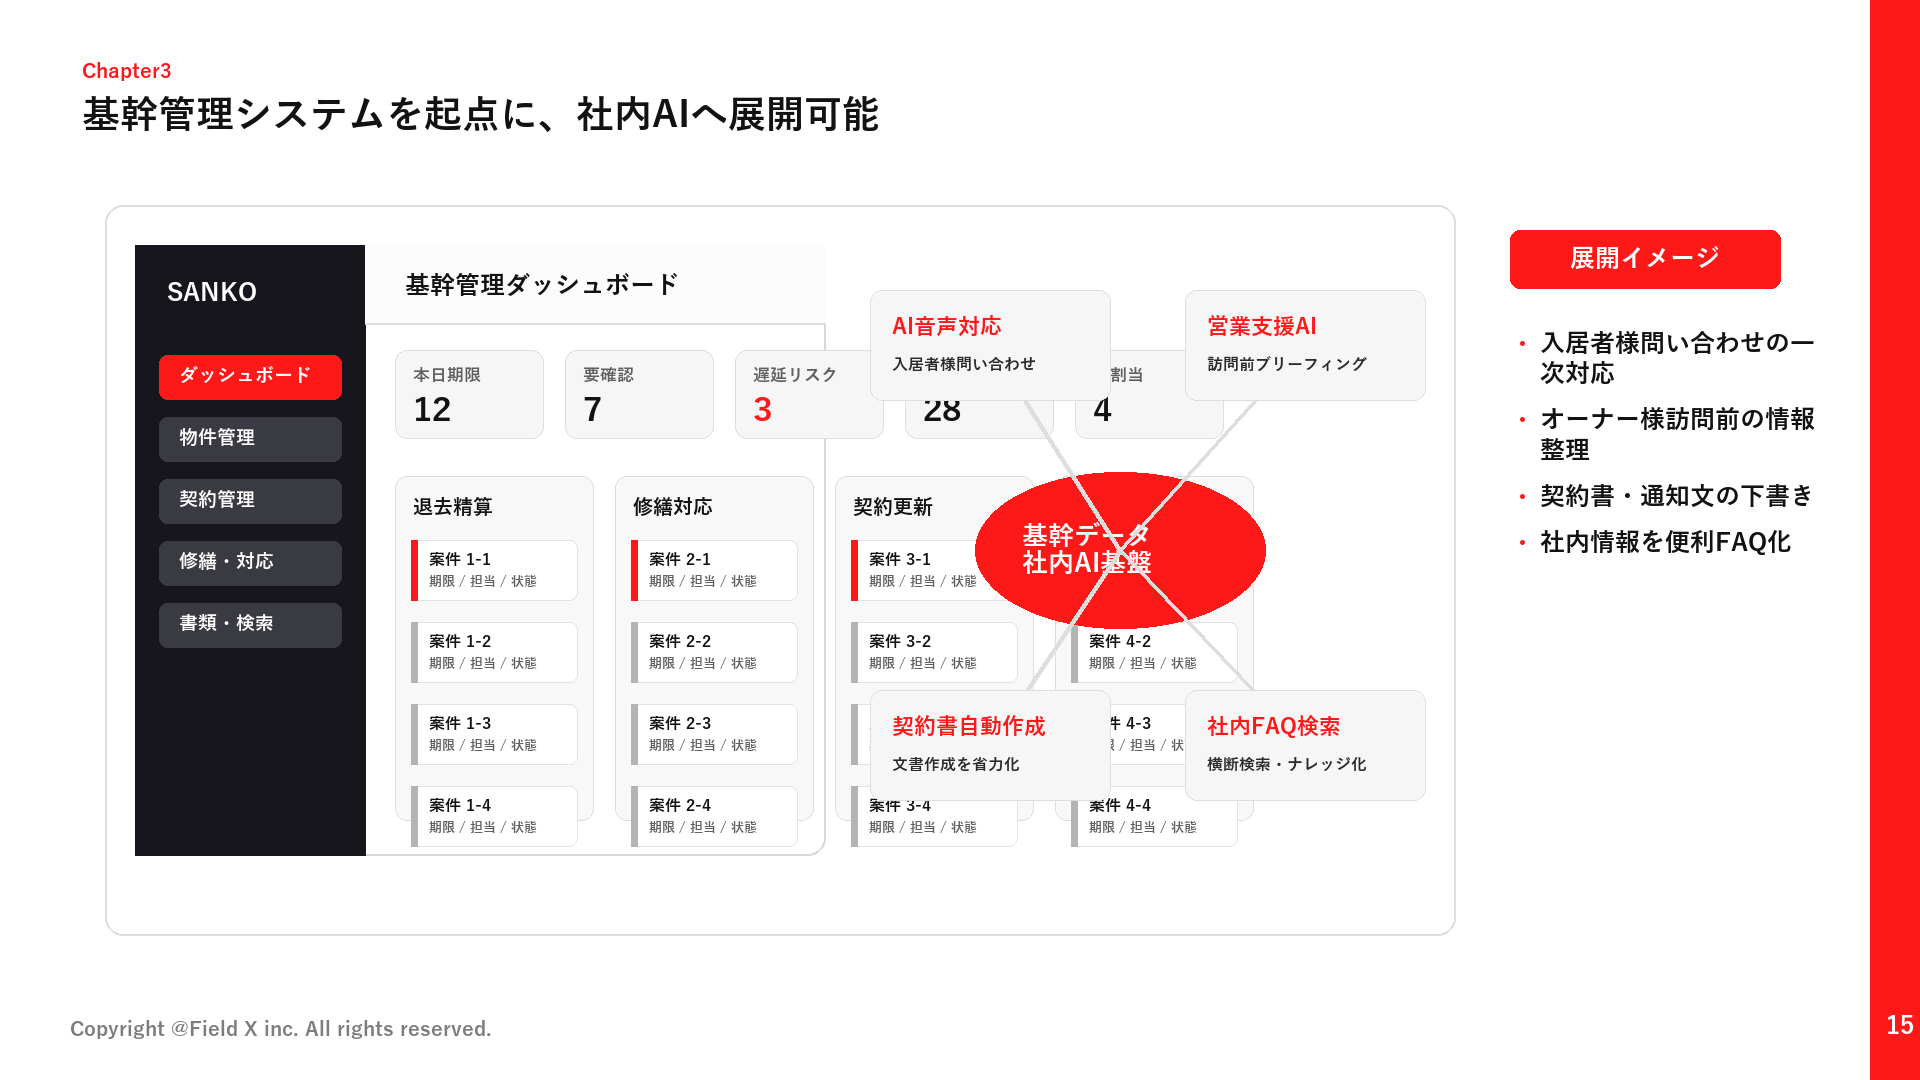 Chapter3
基幹管理システムを起点に、社内AIへ展開可能
SANKO
ダッシュボード
物件管理
契約管理
修繕・対応
書類・検索
基幹管理ダッシュボード
本日期限
12
要確認
7
遅延リスク
3
28
割当
4
退去精算
案件 1-1
期限 / 担当 / 状態
案件 1-2
期限 / 担当 / 状態
案件 1-3
期限 / 担当 / 状態
案件 1-4
期限 / 担当 / 状態
修繕対応
案件 2-1
期限 / 担当 / 状態
案件 2-2
期限 / 担当 / 状態
案件 2-3
期限 / 担当 / 状態
案件 2-4
期限 / 担当 / 状態
契約更新
案件 3-1
期限 / 担当 / 状態
案件 3-2
期限 / 担当 / 状態
案件 3-4
期限 / 担当 / 状態
案件 4-2
期限 / 担当 / 状態
件 4-3
/ 担当 / 状
案件 4-4
期限 / 担当 / 状態
AI音声対応
入居者様問い合わせ
営業支援AI
訪問前ブリーフィング
基幹データ
社内AI基盤
契約書自動作成
文書作成を省力化
社内FAQ検索
横断検索・ナレッジ化
展開イメージ
・入居者様問い合わせの一
次対応
・オーナー様訪問前の情報
整理
・契約書・通知文の下書き
・社内情報を便利FAQ化
Copyright @Field X inc. All rights reserved.
15